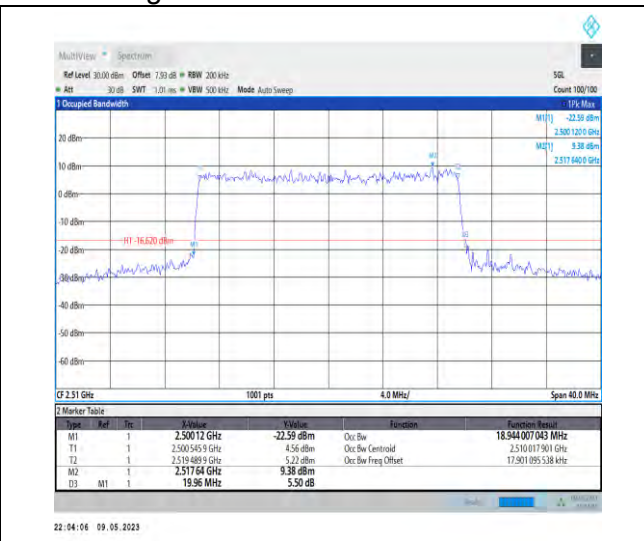 MultiView Spectrum
Ref Level 30.00 dBm Offset 7.93 dB RBW 200 kHz SGL
Att 30 dB SWT 1.01 ms VBW 500 kHz Mode Auto Sweep Count 100/100
1 Occupied Bandwidth 1Pk Max
M1[1] -22.59 dBm
2.500 120 0 GHz
M2[1] 9.38 dBm
2.517 640 0 GHz
20 dBm
10 dBm
0 dBm
-10 dBm
-20 dBm
-30 dBm
-40 dBm
-50 dBm
-60 dBm
H1 -16.620 dBm
M1
M2
D3
CF 2.51 GHz 1001 pts 4.0 MHz/ Span 40.0 MHz
2 Marker Table
Type Ref Trc X-Value Y-Value Function Function Result
M1 1 2.50012 GHz -22.59 dBm Occ Bw 18.944 007 043 MHz
T1 1 2.500 545 9 GHz 4.56 dBm Occ Bw Centroid 2.510 017 901 GHz
T2 1 2.519 489 9 GHz 5.22 dBm Occ Bw Freq Offset 17.901 095 538 kHz
M2 1 2.517 64 GHz 9.38 dBm
D3 M1 1 19.96 MHz 5.50 dB
22:04:06 09.05.2023